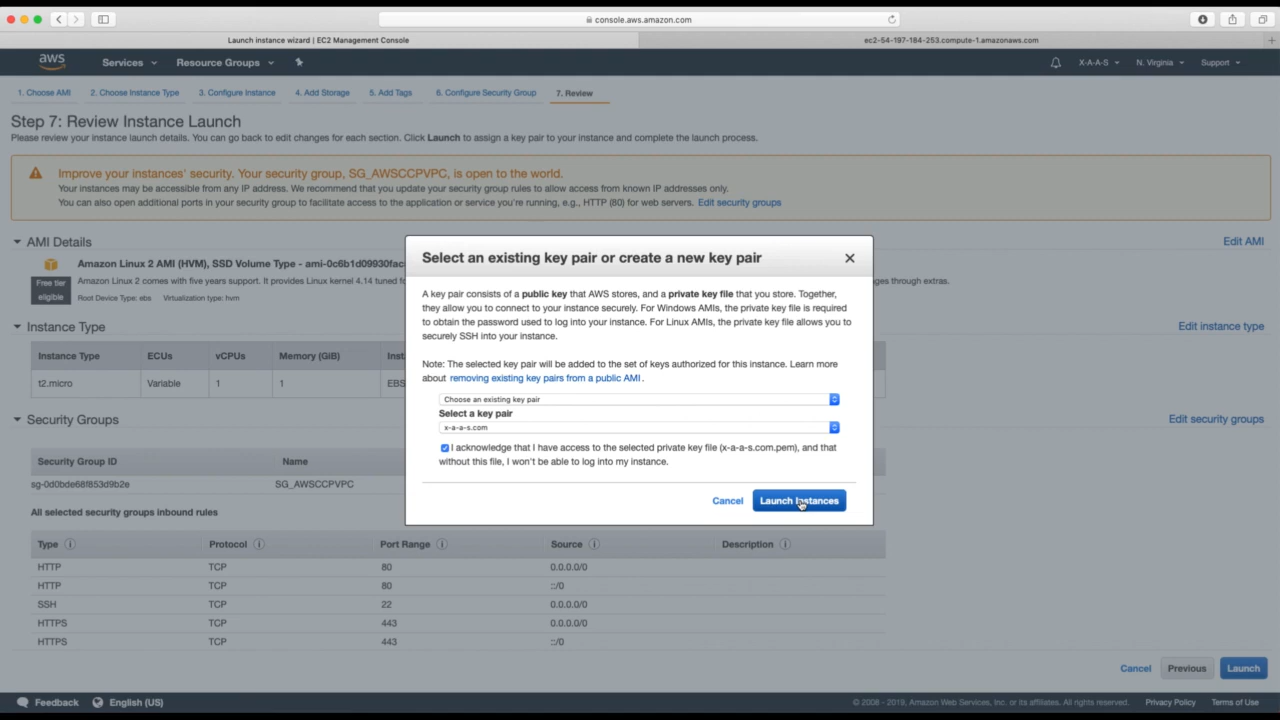 console.aws.amazon.com
Launch instance wizard | EC2 Management Console
ec2-54-197-184-253.compute-1.amazonaws.com
aws
Services
Resource Groups
X-A-A-S
N. Virginia
Support
1. Choose AMI
2. Choose Instance Type
3. Configure Instance
4. Add Storage
5. Add Tags
6. Configure Security Group
7. Review
Step 7: Review Instance Launch
Please review your instance launch details. You can go back to edit changes for each section. Click Launch to assign a key pair to your instance and complete the launch process.
Improve your instances' security. Your security group, SG_AWSCCPVPC, is open to the world.
Your instances may be accessible from any IP address. We recommend that you update your security group rules to allow access from known IP addresses only.
You can also open additional ports in your security group to facilitate access to the application or service you're running, e.g., HTTP (80) for web servers. Edit security groups
AMI Details
Edit AMI
Amazon Linux 2 AMI (HVM), SSD Volume Type - ami-0c6b1d09930fac
Free tier
eligible
Amazon Linux 2 comes with five years support. It provides Linux kernel 4.14 tuned fo
ges through extras.
Root Device Type: ebs Virtualization type: hvm
Instance Type
Edit instance type
Instance Type ECUs vCPUs Memory (GiB) Inst
t2.micro Variable 1 1 EBS
Security Groups
Edit security groups
Security Group ID Name
sg-0d0bde68f853d9b2e SG_AWSCCPVPC
All selected security groups inbound rules
Type Protocol Port Range Source Description
HTTP TCP 80 0.0.0.0/0
HTTP TCP 80 ::/0
SSH TCP 22 0.0.0.0/0
HTTPS TCP 443 0.0.0.0/0
HTTPS TCP 443 ::/0
Select an existing key pair or create a new key pair
A key pair consists of a public key that AWS stores, and a private key file that you store. Together,
they allow you to connect to your instance securely. For Windows AMIs, the private key file is required
to obtain the password used to log into your instance. For Linux AMIs, the private key file allows you to
securely SSH into your instance.
Note: The selected key pair will be added to the set of keys authorized for this instance. Learn more
about removing existing key pairs from a public AMI .
Choose an existing key pair
Select a key pair
x-a-a-s.com
I acknowledge that I have access to the selected private key file (x-a-a-s.com.pem), and that
without this file, I won't be able to log into my instance.
Cancel
Launch Instances
Cancel
Previous
Launch
Feedback
English (US)
© 2008 - 2019, Amazon Web Services, Inc. or its affiliates. All rights reserved.
Privacy Policy
Terms of Use